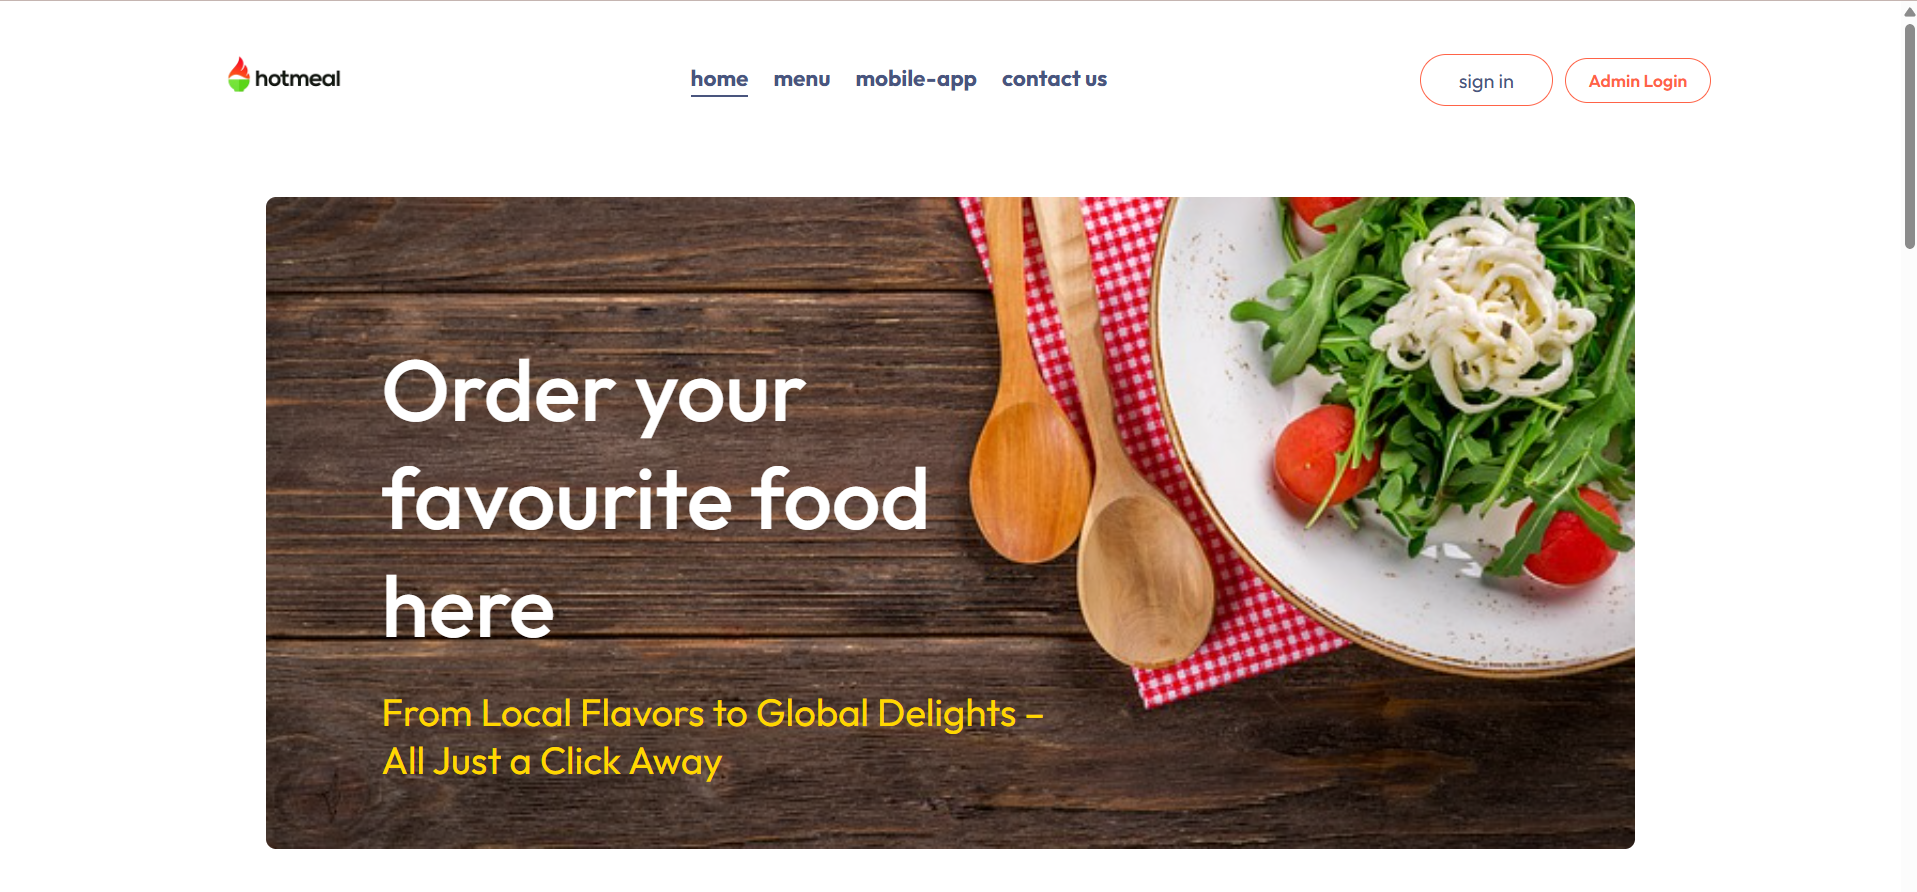 hotmeal
home menu mobile-app contact us
sign in
Admin Login
Order your
favourite food
here
From Local Flavors to Global Delights –
All Just a Click Away